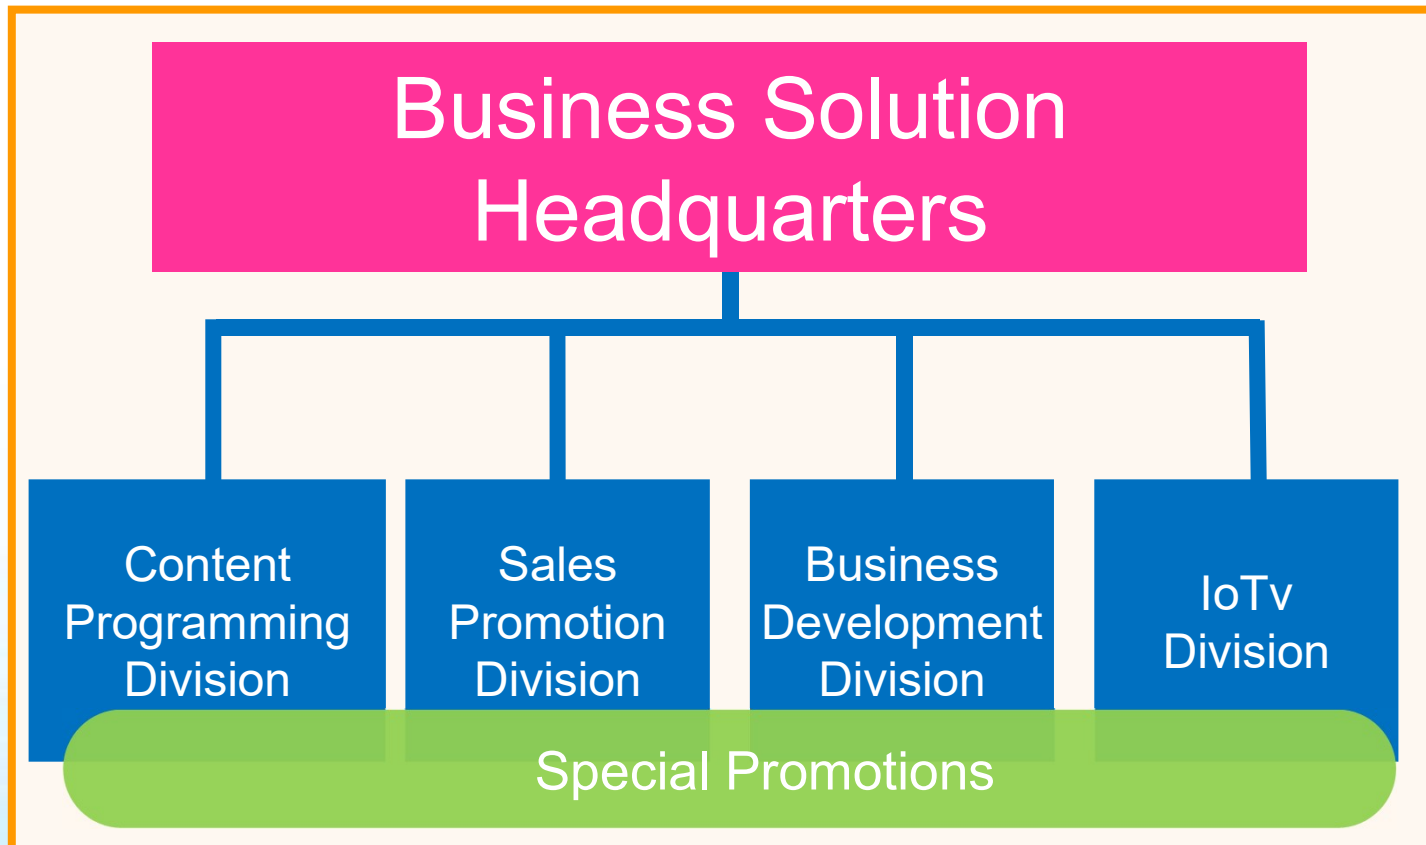 Business Solution
Headquarters
Content
Programming
Division
Sales
Promotion
Division
Business
Development
Division
IoTv
Division
Special Promotions